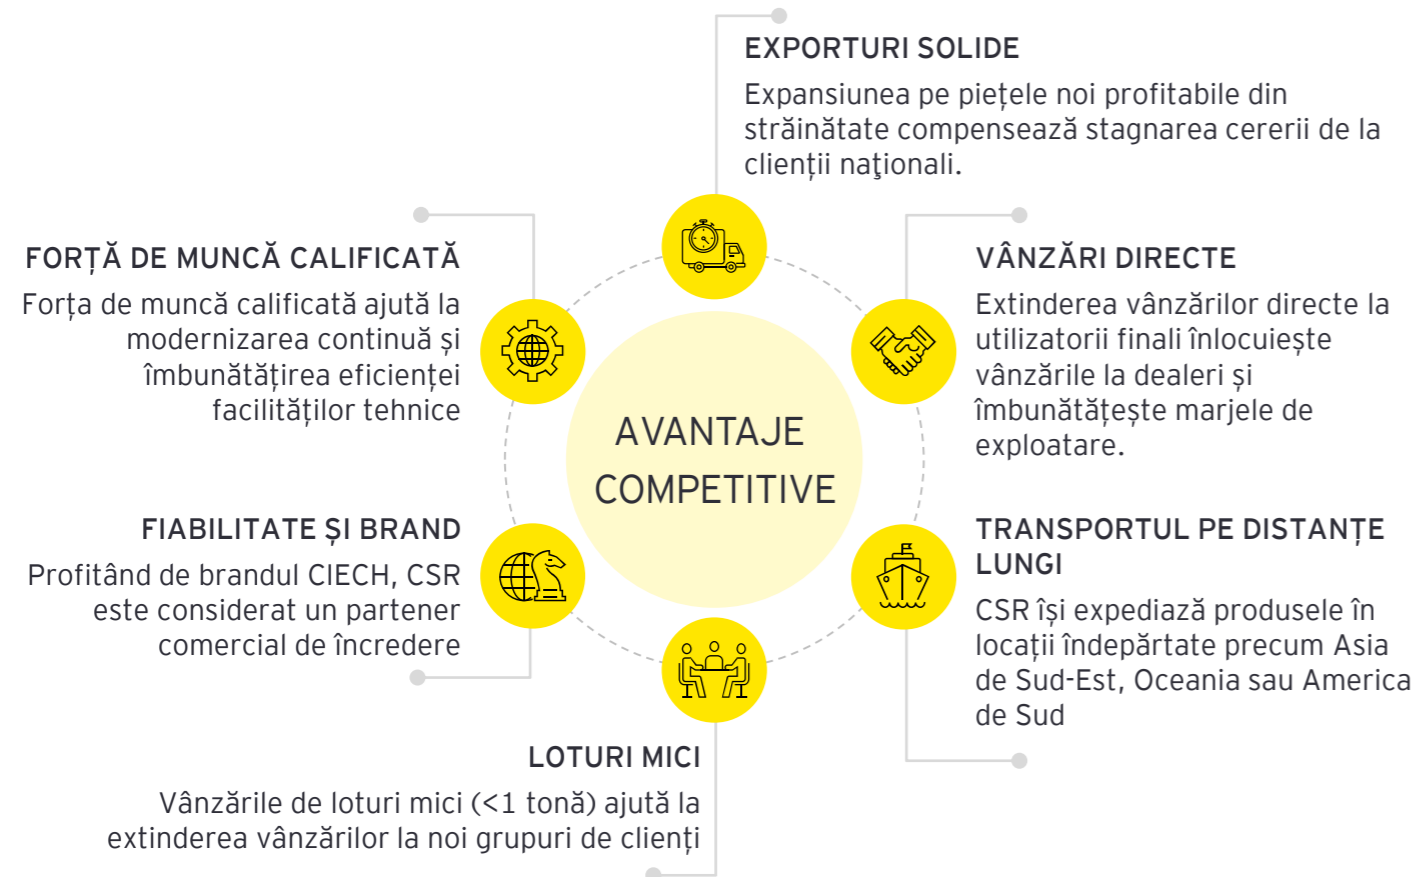 EXPORTURI SOLIDE
Expansiunea pe piețele noi profitabile din
străinătate compensează stagnarea cererii de la
clienții naţionali.
FORȚĂ DE MUNCĂ CALIFICATĂ
Forța de muncă calificată ajută la
modernizarea continuă și
îmbunătățirea eficienței
facilităților tehnice
VÂNZĂRI DIRECTE
Extinderea vânzărilor directe la
utilizatorii finali înlocuiește
vânzările la dealeri și
îmbunătățește marjele de
exploatare.
AVANTAJE
COMPETITIVE
FIABILITATE ȘI BRAND
Profitând de brandul CIECH, CSR
este considerat un partener
comercial de încredere
TRANSPORTUL PE DISTANȚE
LUNGI
CSR își expediază produsele în
locații îndepărtate precum Asia
de Sud-Est, Oceania sau America
de Sud
LOTURI MICI
Vânzările de loturi mici (<1 tonă) ajută la
extinderea vânzărilor la noi grupuri de clienți